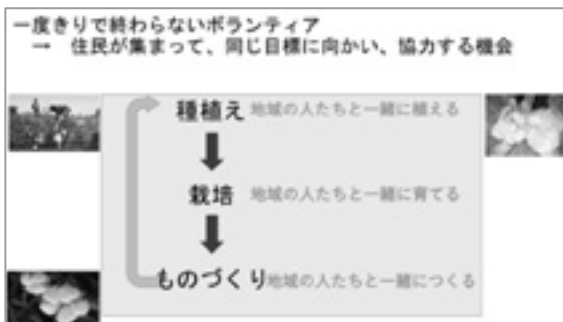 一度きりで終わらないボランティア
→ 住民が集まって、同じ目標に向かい、協力する機会
種植え 地域の人たちと一緒に植える
栽培 地域の人たちと一緒に育てる
ものづくり 地域の人たちと一緒につくる